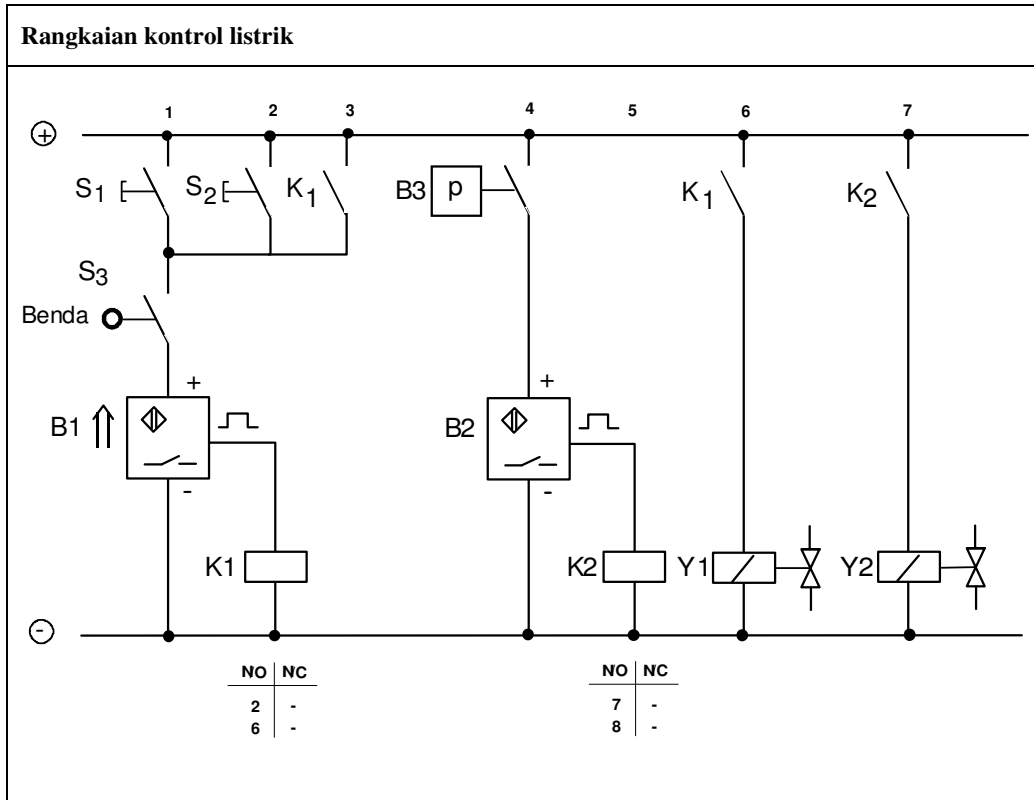 Rangkaian kontrol listrik
1 2 3 4 5 6 7
+
S1 S2 K1 B3 p K1 K2
S3
Benda
+ +
B1 B2
- -
K1 K2 Y1 Y2
-
NO NC NO NC
2 - 7 -
6 - 8 -